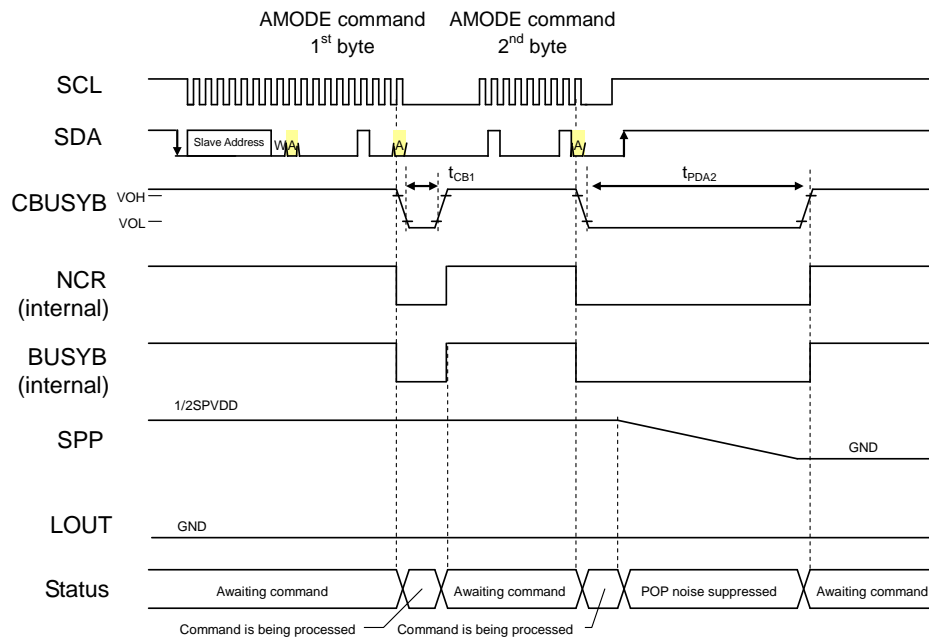 AMODE command
1st byte
AMODE command
2nd byte
SCL
SDA
Slave Address
W
A
A
A
tCB1
tPDA2
CBUSYB
VOH
VOL
NCR
(internal)
BUSYB
(internal)
1/2SPVDD
SPP
GND
LOUT
GND
Status
Awaiting command
Awaiting command
POP noise suppressed
Awaiting command
Command is being processed
Command is being processed